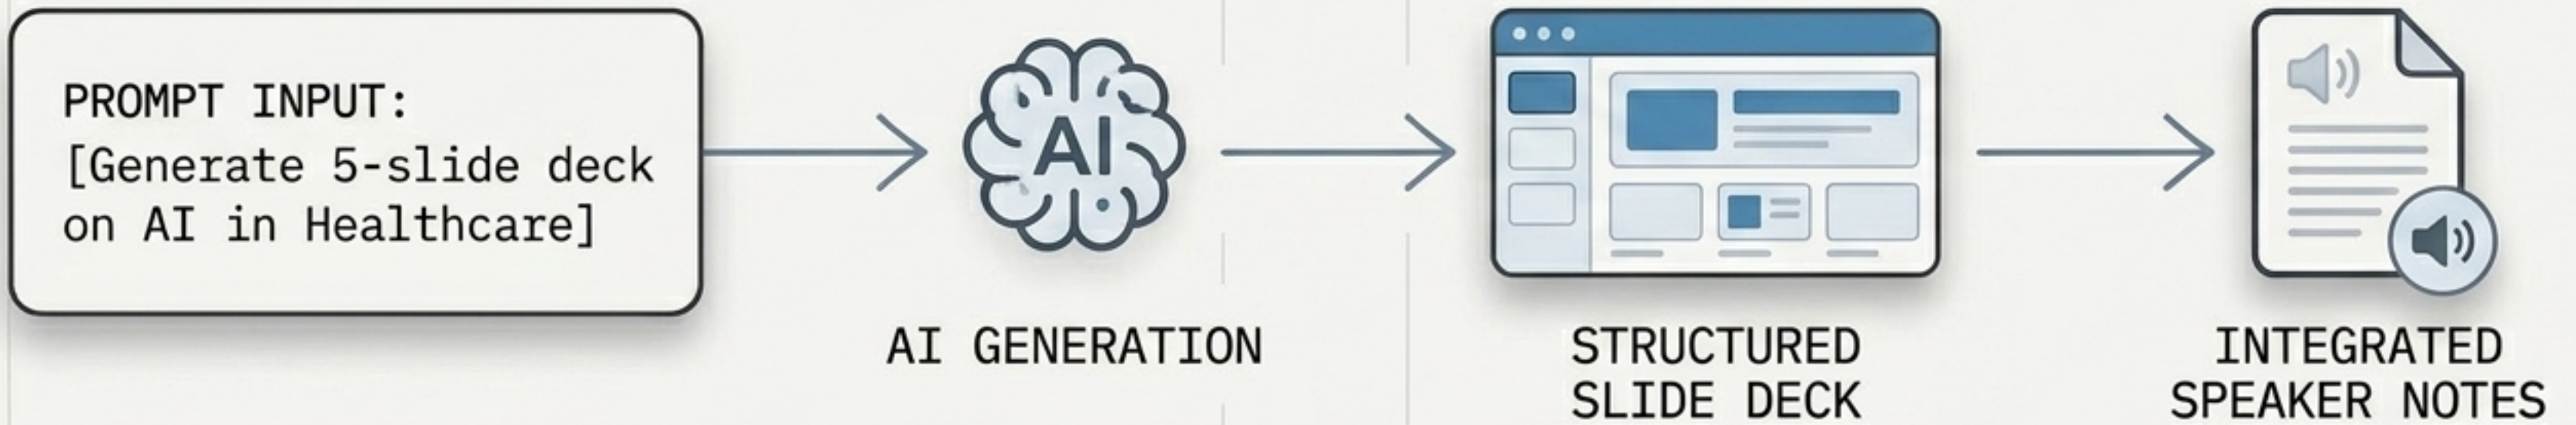 PROMPT INPUT:
[Generate 5-slide deck
on AI in Healthcare]
AI
AI GENERATION
STRUCTURED
SLIDE DECK
INTEGRATED
SPEAKER NOTES